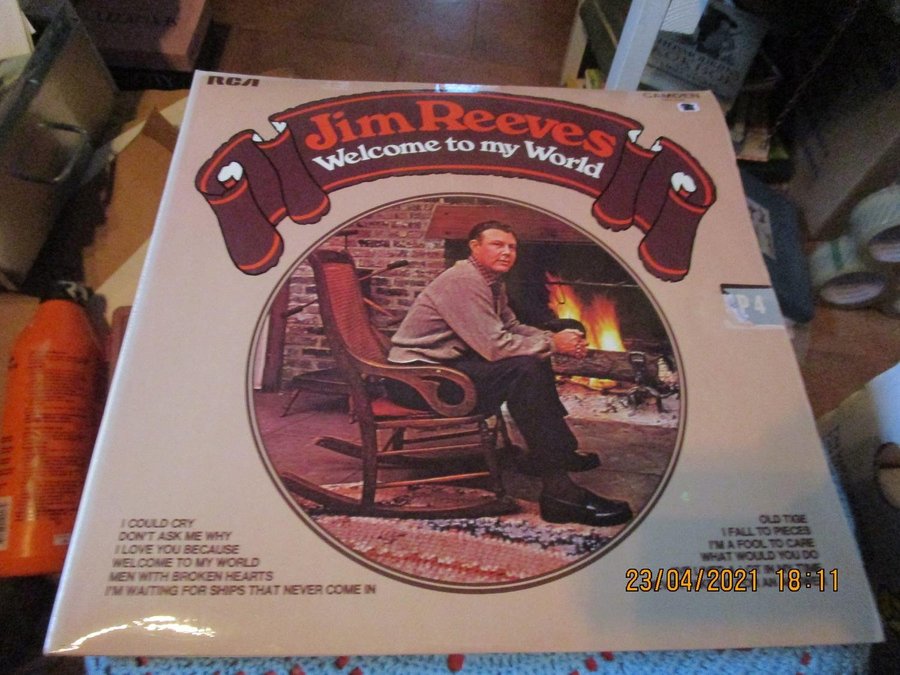 RCA
CAMDEN
Jim Reeves
Welcome to my World
P4
I COULD CRY
DON'T ASK ME WHY
I LOVE YOU BECAUSE
WELCOME TO MY WORLD
MEN WITH BROKEN HEARTS
I'M WAITING FOR SHIPS THAT NEVER COME IN
OLD TIGE
I FALL TO PIECES
I'M A FOOL TO CARE
WHAT WOULD YOU DO
23/04/2021 18:11